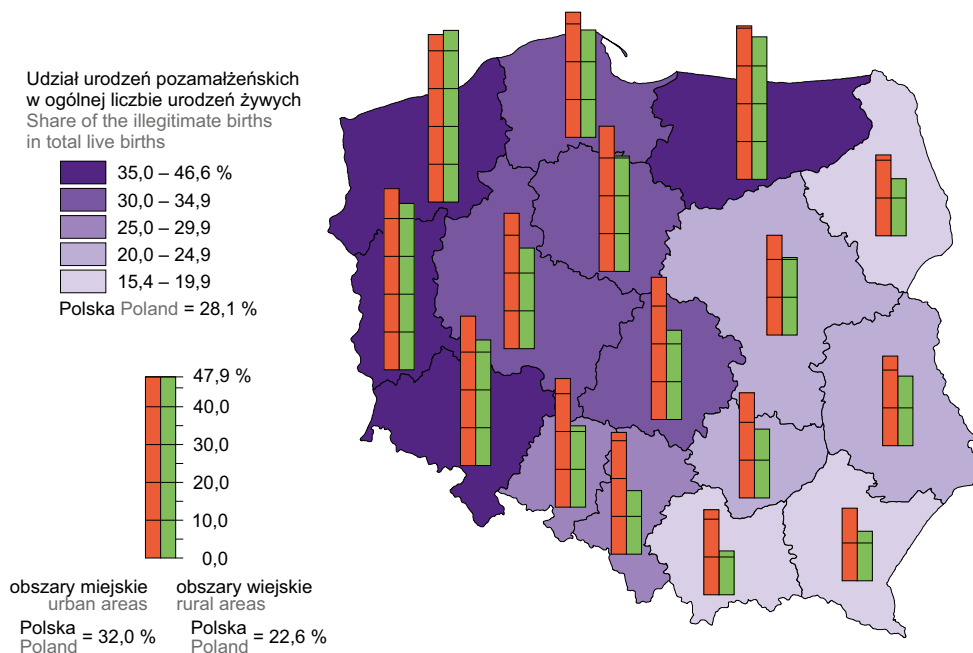 Udział urodzeń pozamałżeńskich
w ogólnej liczbie urodzeń żywych
Share of the illegitimate births
in total live births
35,0 – 46,6 %
30,0 – 34,9
25,0 – 29,9
20,0 – 24,9
15,4 – 19,9
Polska Poland = 28,1 %
47,9 %
40,0
30,0
20,0
10,0
0,0
obszary miejskie
urban areas
Polska
Poland = 32,0 %
obszary wiejskie
rural areas
Polska
Poland = 22,6 %